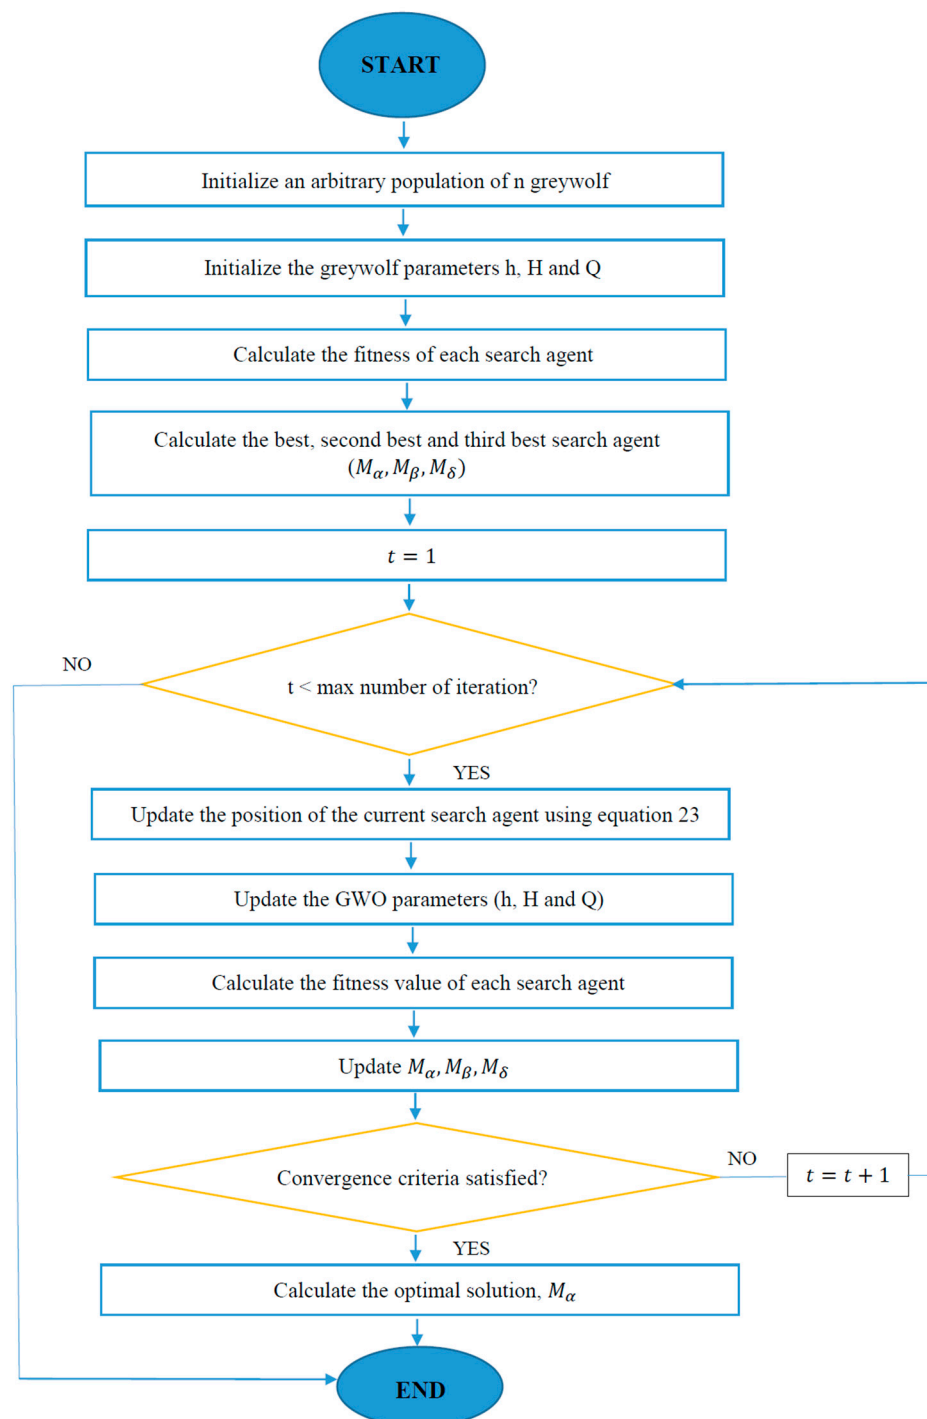 START
Initialize an arbitrary population of n greywolf
Initialize the greywolf parameters h, H and Q
Calculate the fitness of each search agent
Calculate the best, second best and third best search agent
(𝑀𝛼, 𝑀𝛽, 𝑀𝛿)
𝑡 = 1
NO
t < max number of iteration?
YES
Update the position of the current search agent using equation 23
Update the GWO parameters (h, H and Q)
Calculate the fitness value of each search agent
Update 𝑀𝛼, 𝑀𝛽, 𝑀𝛿
Convergence criteria satisfied?
NO
𝑡 = 𝑡 + 1
YES
Calculate the optimal solution, 𝑀𝛼
END